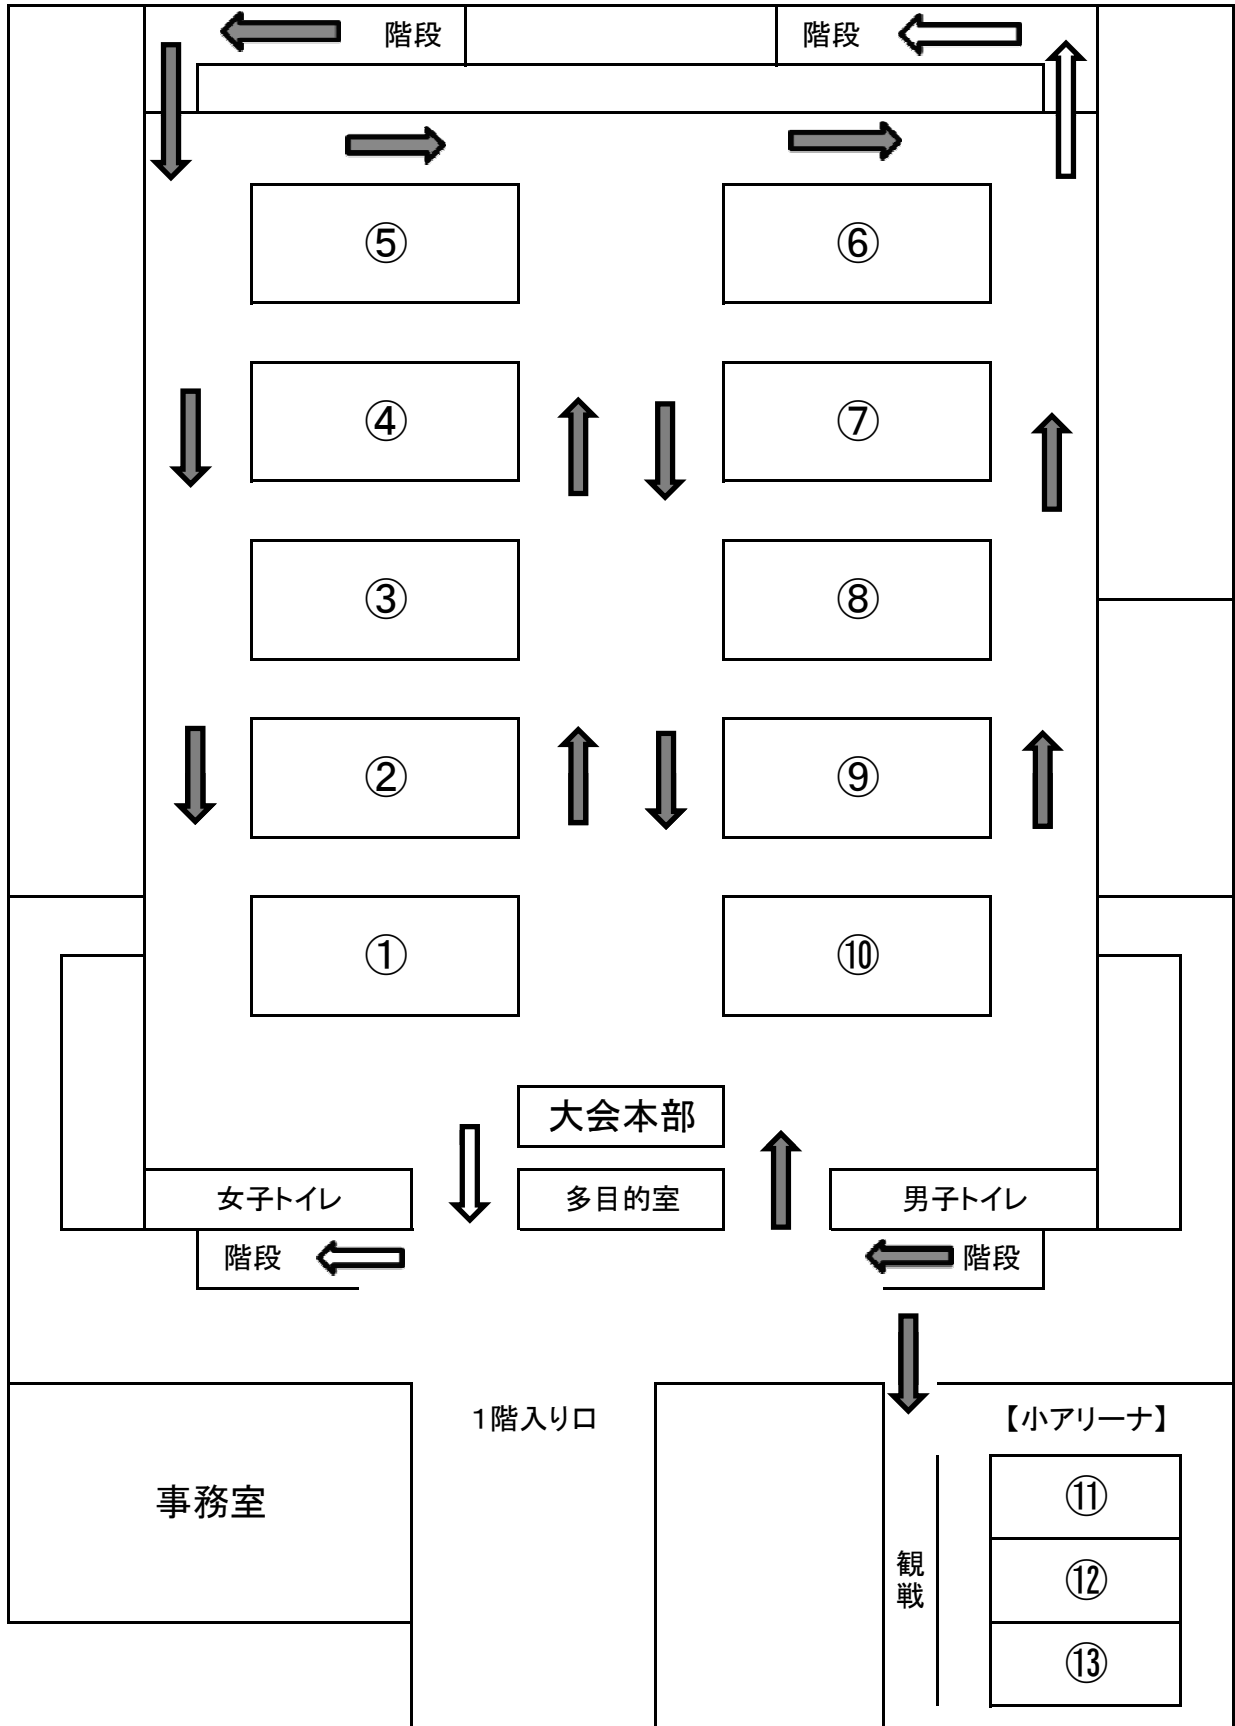 階段 階段
⑤ ⑥
④ ⑦
③ ⑧
② ⑨
① ⑩
大会本部
女子トイレ 多目的室 男子トイレ
階段 階段
１階入り口 【小アリーナ】
事務室 ⑪
観戦 ⑫
⑬